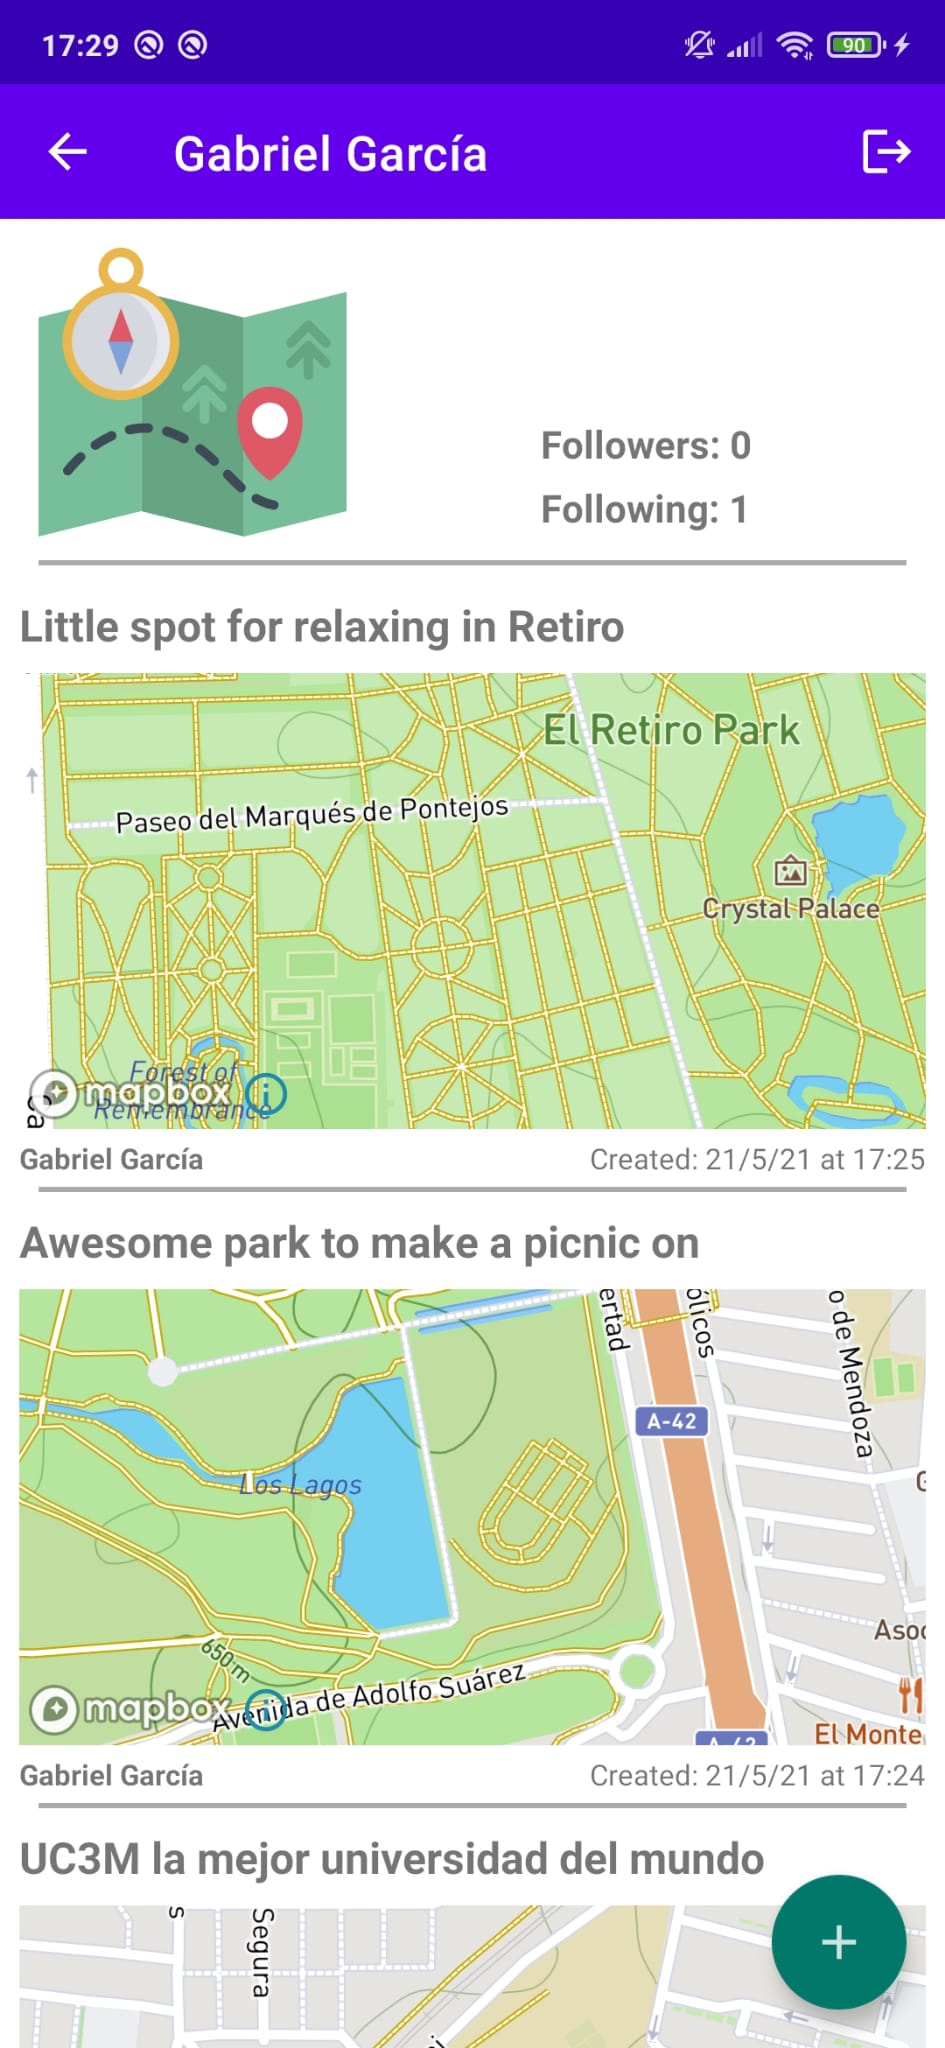 17:29
90
Gabriel García
Followers: 0
Following: 1
Little spot for relaxing in Retiro
El Retiro Park
Paseo del Marqués de Pontejos
Crystal Palace
Forest of
Remembrance
mapbox
Ca
Gabriel García
Created: 21/5/21 at 17:25
Awesome park to make a picnic on
ertad
ólicos
o de Mendoza
A-42
Los Lagos
G
650 m
Asoc
Avenida de Adolfo Suárez
mapbox
A-42
El Monte
Gabriel García
Created: 21/5/21 at 17:24
UC3M la mejor universidad del mundo
s
Segura